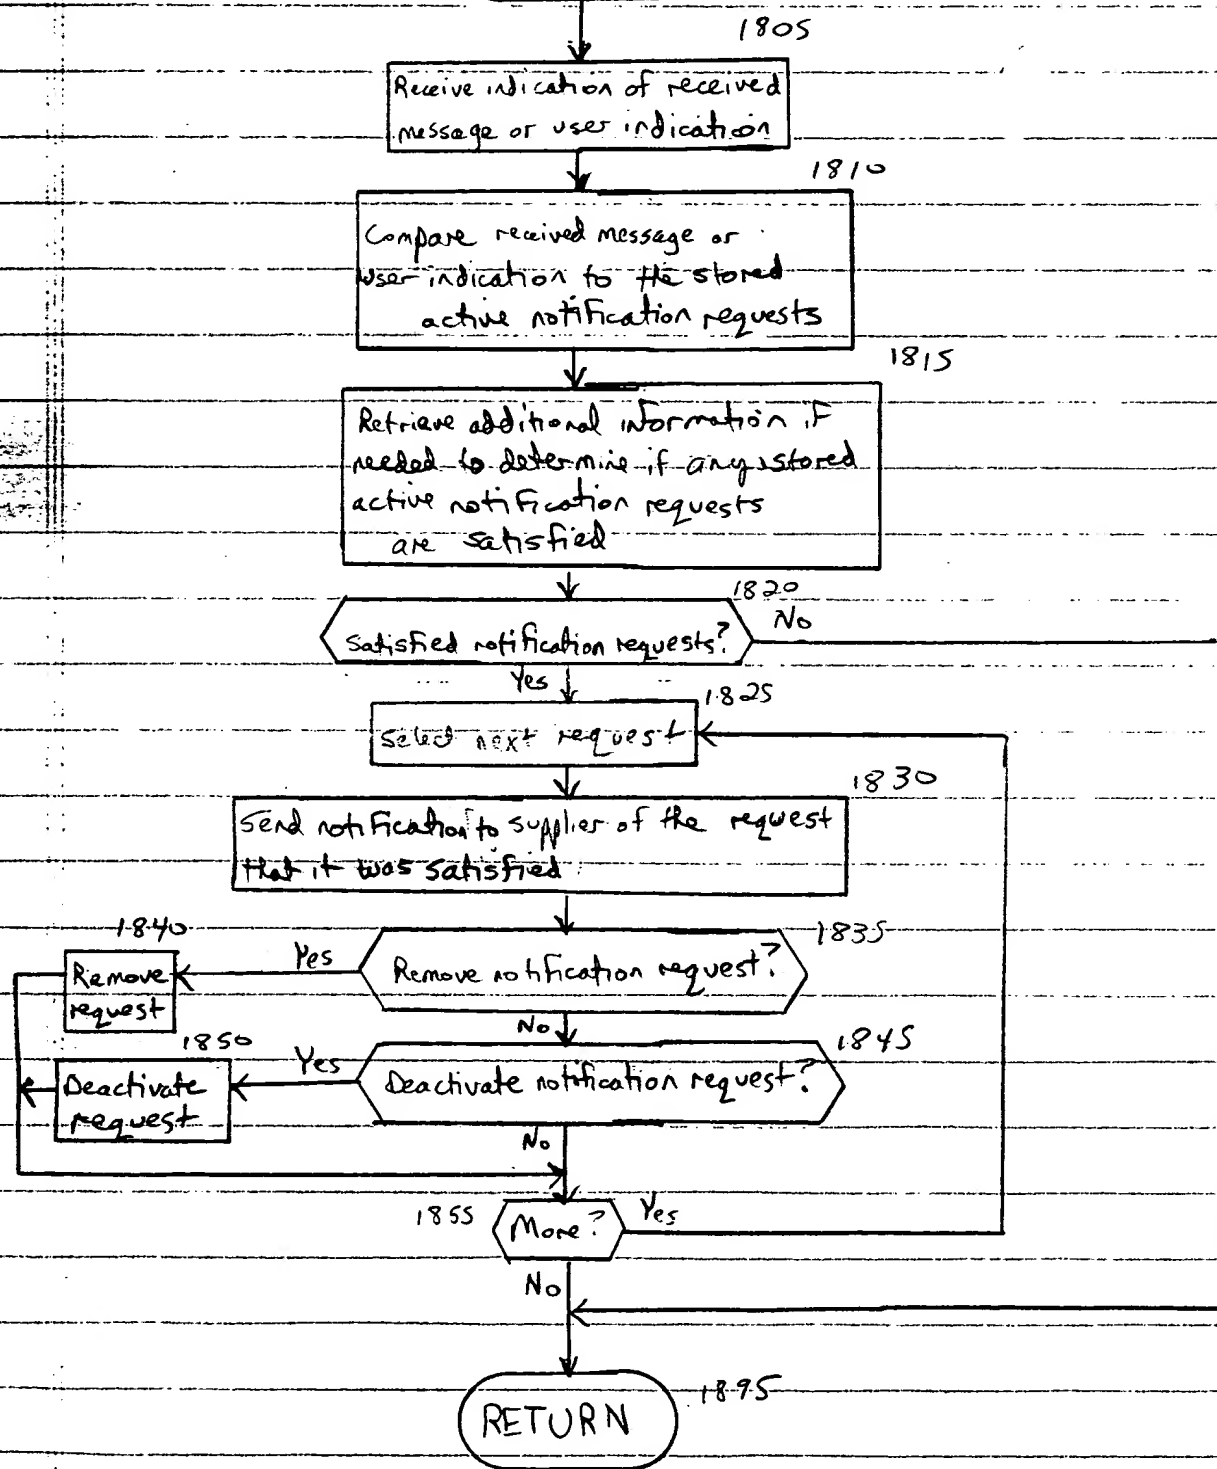 1805
Receive indication of received
message or user indication
1810
Compare received message or
user indication to the stored
active notification requests
1815
Retrieve additional information if
needed to determine if any stored
active notification requests
are satisfied
1820
Satisfied notification requests?
No
Yes
1825
Select next request
1830
Send notification to supplier of the request
that it was satisfied
1835
Remove notification request?
Yes
1840
Remove
request
No
1845
Deactivate notification request?
Yes
1850
Deactivate
request
No
1855
More?
Yes
No
RETURN
1895